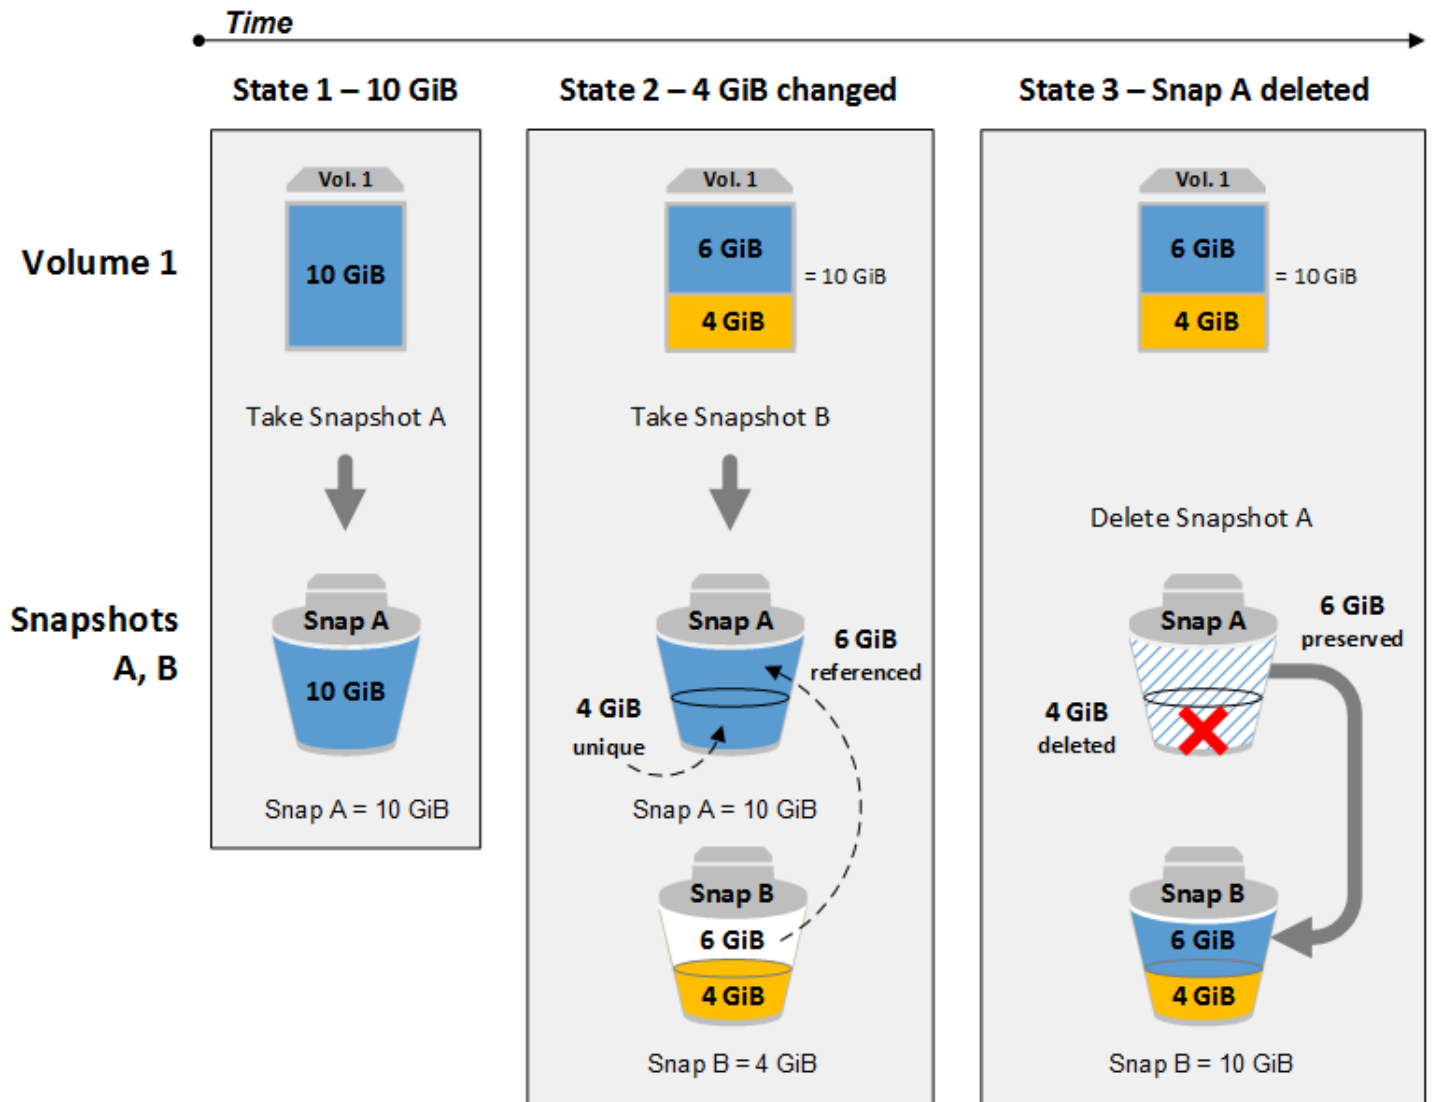 Time
State 1 – 10 GiB
State 2 – 4 GiB changed
State 3 – Snap A deleted
Volume 1
Vol. 1
10 GiB
Vol. 1
6 GiB
4 GiB
= 10 GiB
Vol. 1
6 GiB
4 GiB
= 10 GiB
Take Snapshot A
Take Snapshot B
Delete Snapshot A
Snapshots
A, B
Snap A
10 GiB
Snap A = 10 GiB
Snap A
6 GiB
referenced
4 GiB
unique
Snap A = 10 GiB
Snap B
6 GiB
4 GiB
Snap B = 4 GiB
Snap A
6 GiB
preserved
4 GiB
deleted
Snap B
6 GiB
4 GiB
Snap B = 10 GiB